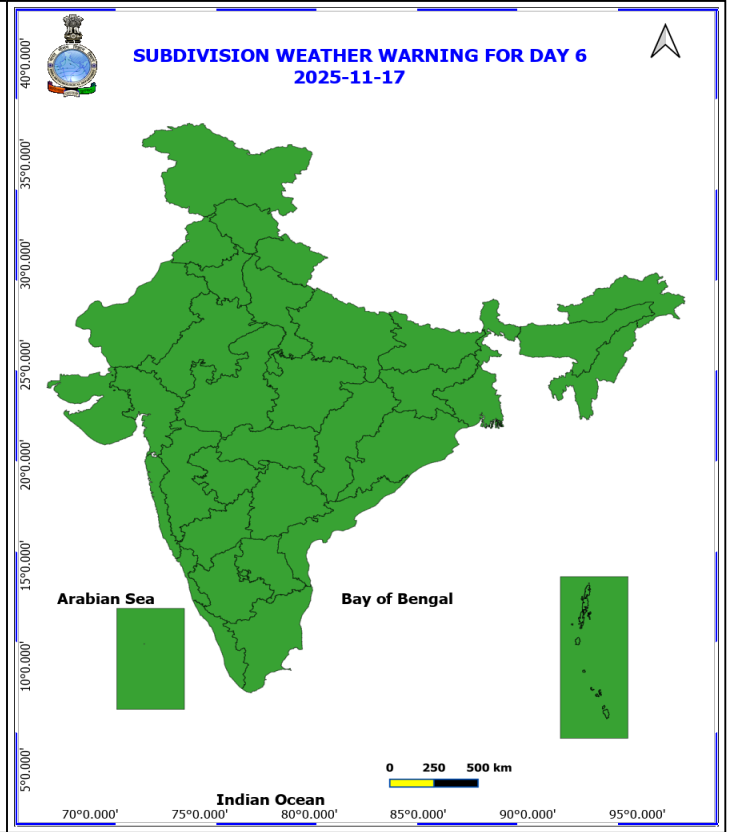 SUBDIVISION WEATHER WARNING FOR DAY 6
2025-11-17
40°0.000'
35°0.000'
30°0.000'
25°0.000'
20°0.000'
15°0.000'
10°0.000'
5°0.000'
Arabian Sea
Bay of Bengal
0 250 500 km
Indian Ocean
70°0.000' 75°0.000' 80°0.000' 85°0.000' 90°0.000' 95°0.000'